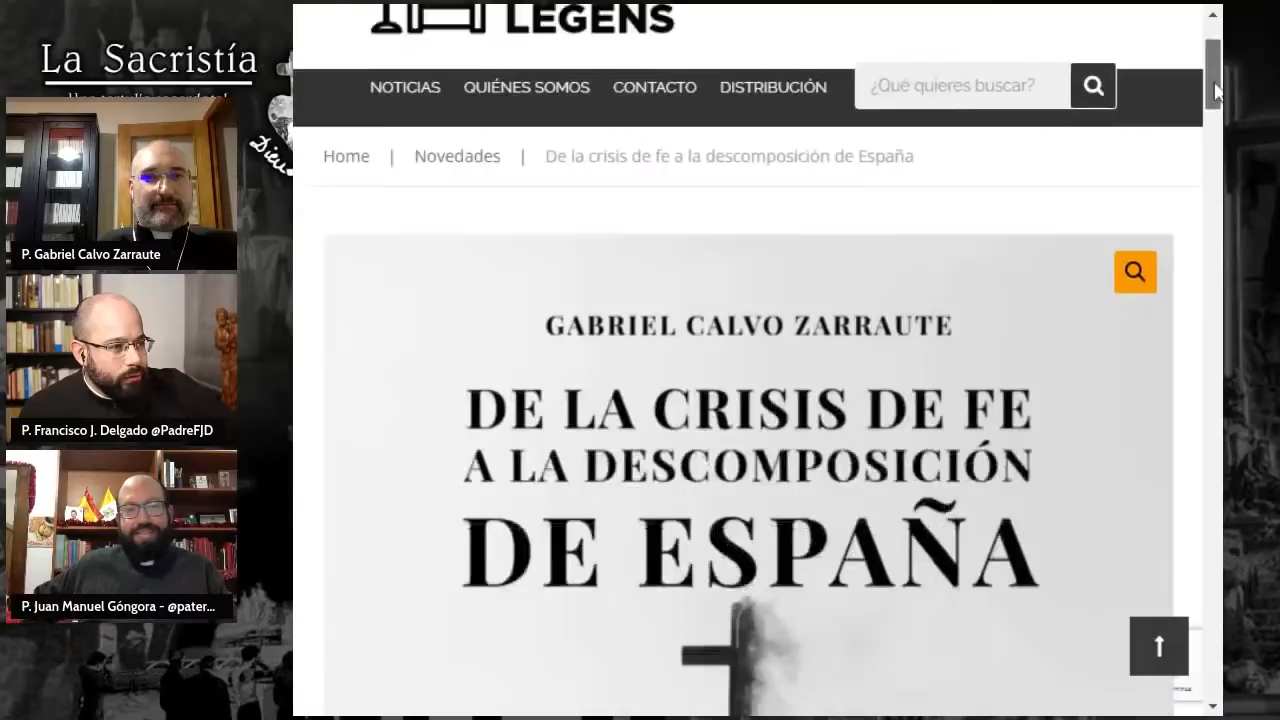 La Sacristía
Dieu
P. Gabriel Calvo Zarraute
P. Francisco J. Delgado @PadreFJD
P. Juan Manuel Góngora - @pater...
LEGENS
NOTICIAS QUIÉNES SOMOS CONTACTO DISTRIBUCIÓN ¿Qué quieres buscar?
Home | Novedades | De la crisis de fe a la descomposición de España
GABRIEL CALVO ZARRAUTE
DE LA CRISIS DE FE
A LA DESCOMPOSICIÓN
DE ESPAÑA